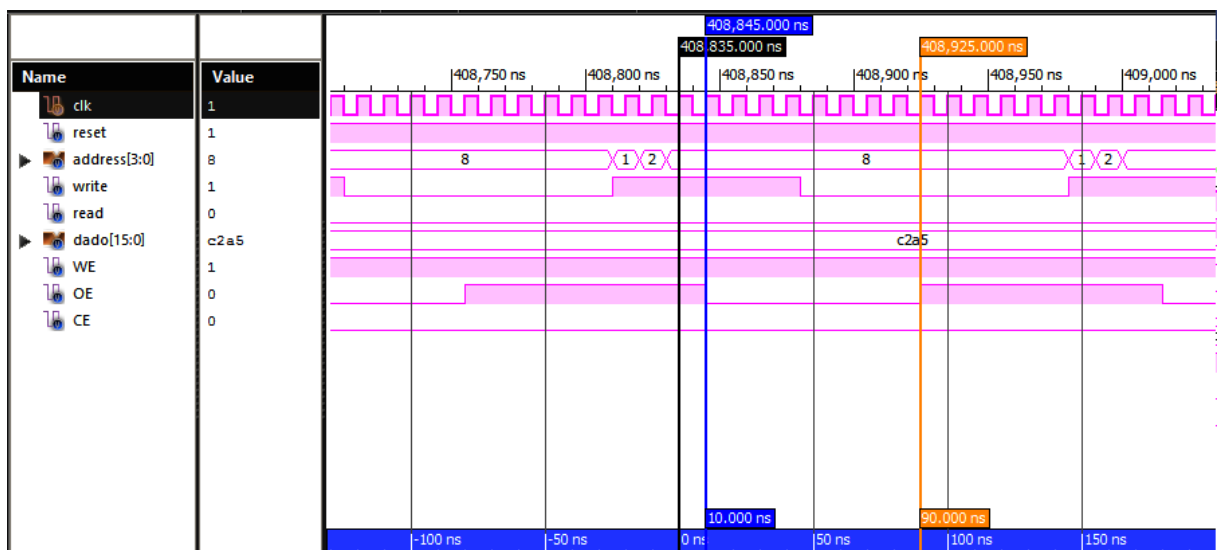 408,845.000 ns
408,835.000 ns 408,925.000 ns
Name Value 408,750 ns 408,800 ns 408,850 ns 408,900 ns 408,950 ns 409,000 ns
clk 1
reset 1
address[3:0] 8 8 1 2 8 1 2
write 1
read 0
dado[15:0] c2a5 c2a5
WE 1
OE 0
CE 0
10.000 ns 90.000 ns
-100 ns -50 ns 0 ns 50 ns 100 ns 150 ns